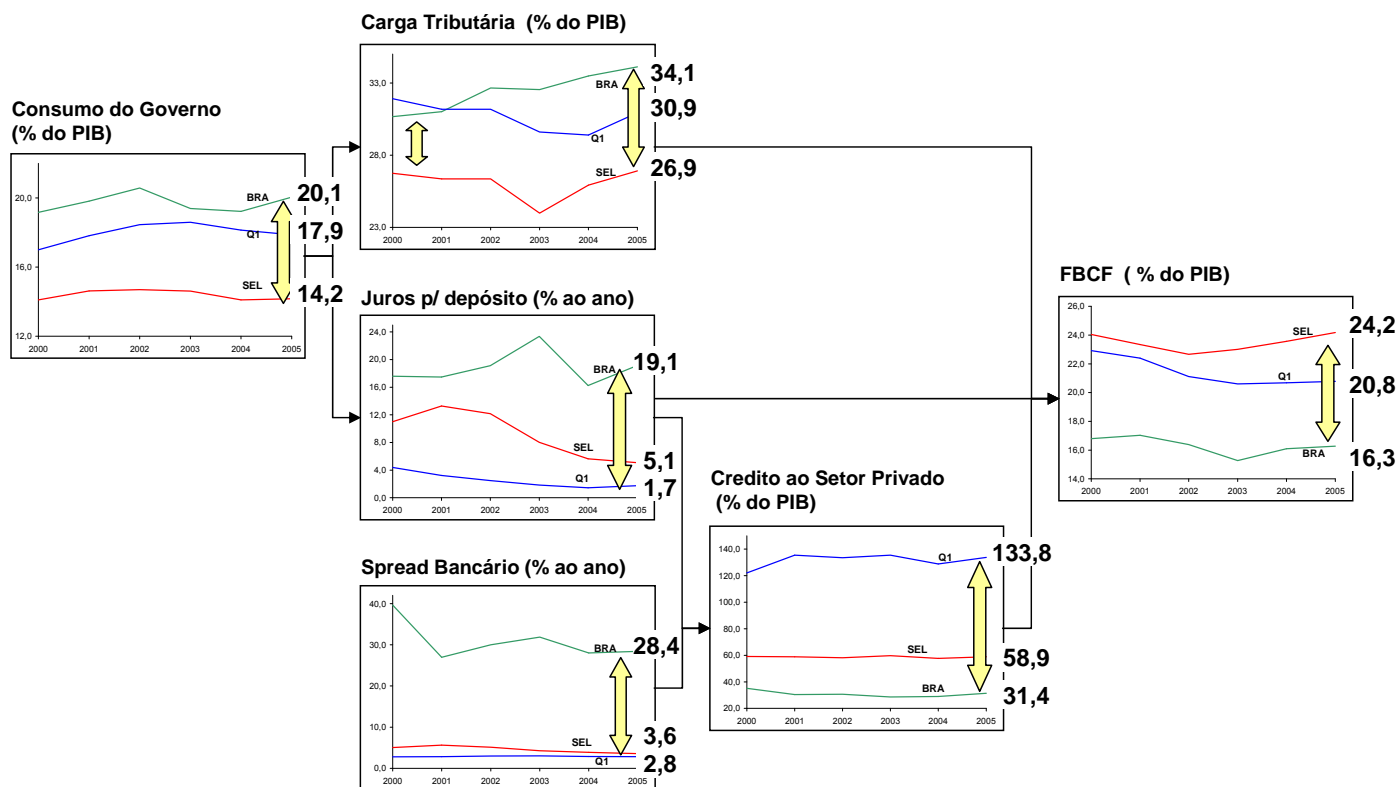 Carga Tributária (% do PIB)
33,0
28,0
23,0
BRA
Q1
SEL
34,1
30,9
26,9
2000 2001 2002 2003 2004 2005
Consumo do Governo
(% do PIB)
20,0
16,0
12,0
BRA
Q1
SEL
20,1
17,9
14,2
2000 2001 2002 2003 2004 2005
Juros p/ depósito (% ao ano)
24,0
20,0
16,0
12,0
8,0
4,0
0,0
BRA
SEL
Q1
19,1
5,1
1,7
2000 2001 2002 2003 2004 2005
Spread Bancário (% ao ano)
40,0
30,0
20,0
10,0
0,0
BRA
SEL
Q1
28,4
3,6
2,8
2000 2001 2002 2003 2004 2005
Credito ao Setor Privado
(% do PIB)
140,0
120,0
100,0
80,0
60,0
40,0
20,0
Q1
SEL
BRA
133,8
58,9
31,4
2000 2001 2002 2003 2004 2005
FBCF ( % do PIB)
26,0
24,0
22,0
20,0
18,0
16,0
14,0
SEL
Q1
BRA
24,2
20,8
16,3
2000 2001 2002 2003 2004 2005